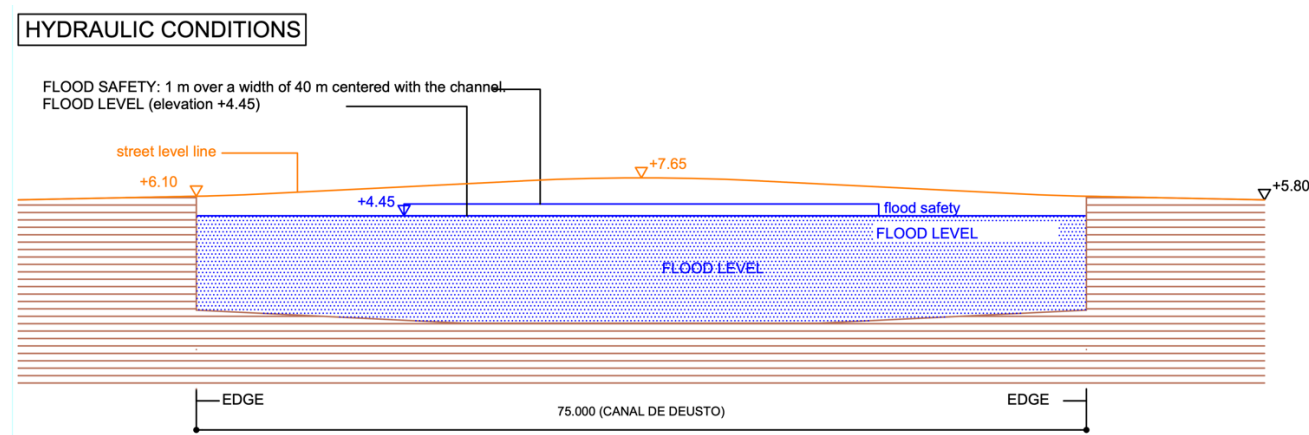 HYDRAULIC CONDITIONS
FLOOD SAFETY: 1 m over a width of 40 m centered with the channel.
FLOOD LEVEL (elevation +4.45)
street level line
+7.65
+6.10
+5.80
+4.45
flood safety
FLOOD LEVEL
FLOOD LEVEL
EDGE
EDGE
75.000 (CANAL DE DEUSTO)